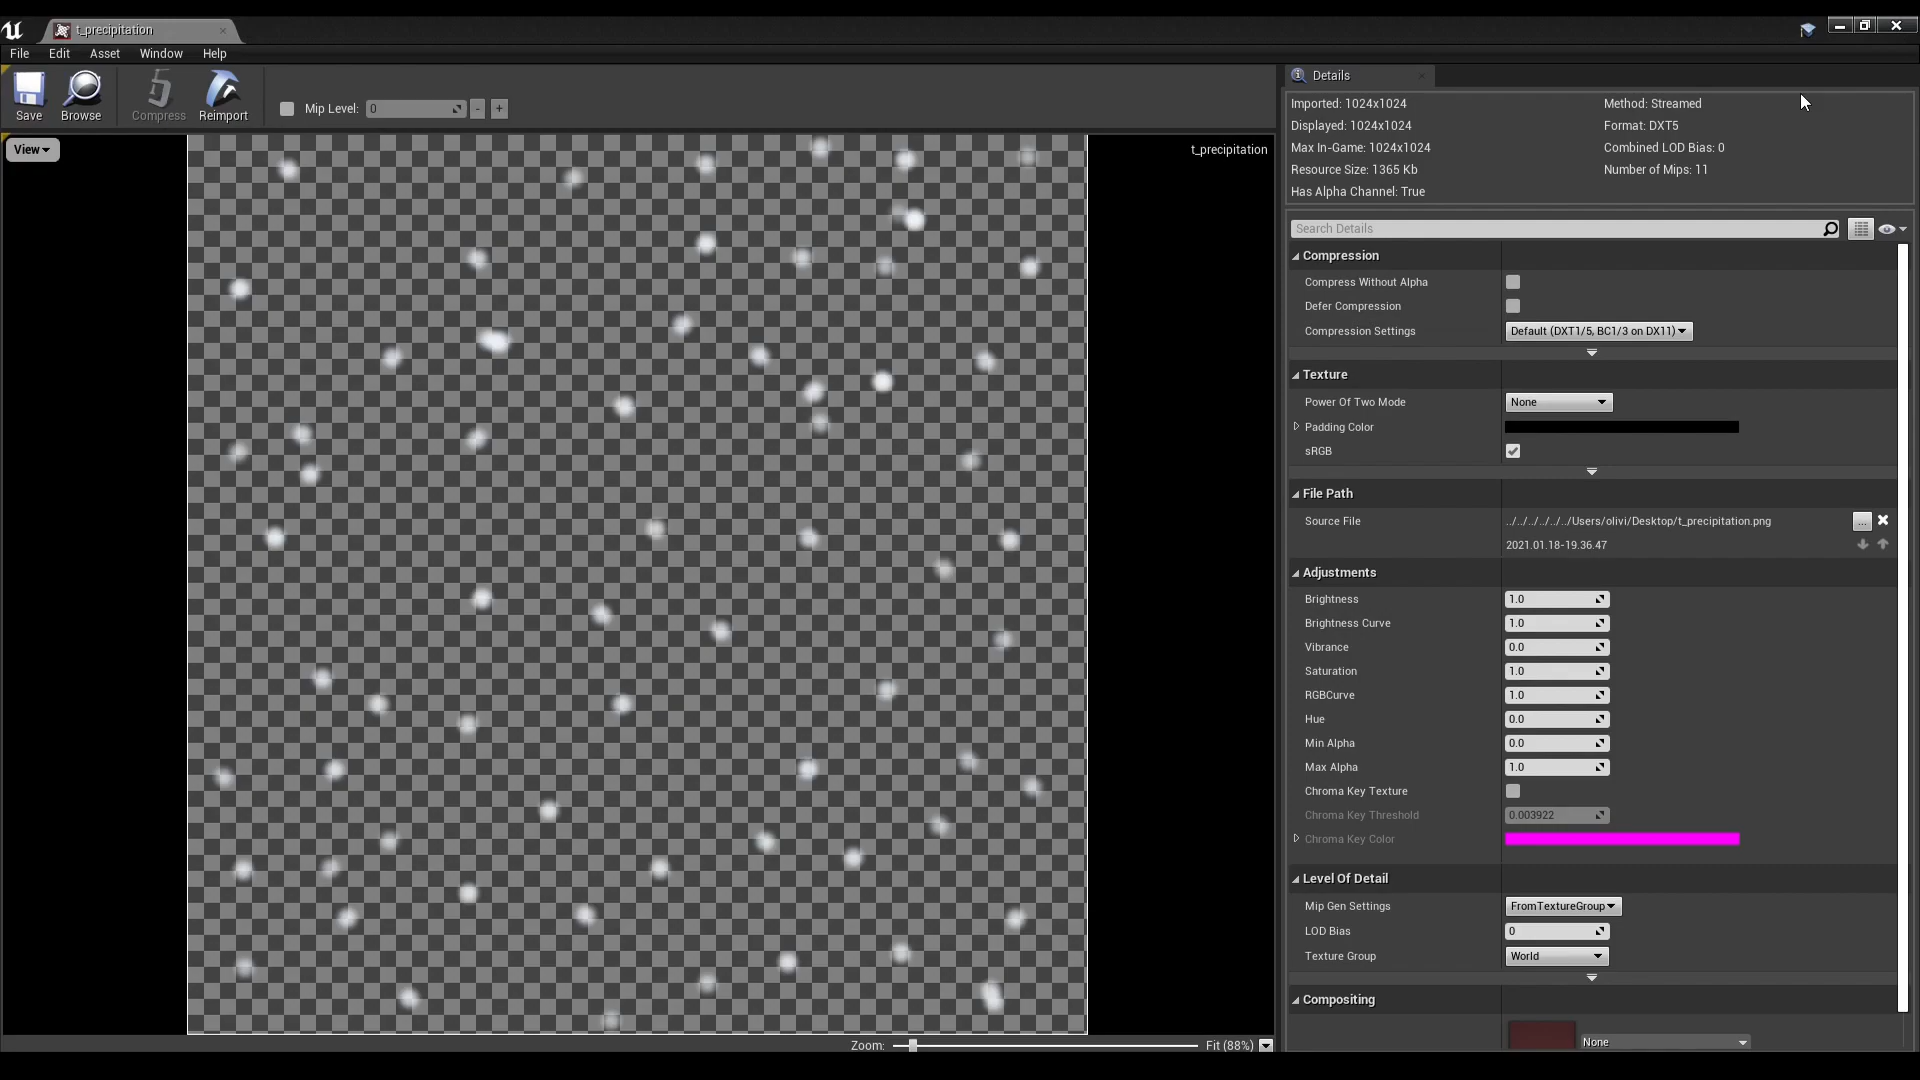 t_precipitation
File Edit Asset Window Help
Save Browse Compress Reimport Mip Level: 0 - +
View
t_precipitation
Zoom: Fit (88%)
Details
Imported: 1024x1024 Method: Streamed
Displayed: 1024x1024 Format: DXT5
Max In-Game: 1024x1024 Combined LOD Bias: 0
Resource Size: 1365 Kb Number of Mips: 11
Has Alpha Channel: True
Search Details
Compression
Compress Without Alpha
Defer Compression
Compression Settings Default (DXT1/5, BC1/3 on DX11)
Texture
Power Of Two Mode None
Padding Color
sRGB
File Path
Source File ../../../../../../Users/olivi/Desktop/t_precipitation.png ...
2021.01.18-19.36.47
Adjustments
Brightness 1.0
Brightness Curve 1.0
Vibrance 0.0
Saturation 1.0
RGBCurve 1.0
Hue 0.0
Min Alpha 0.0
Max Alpha 1.0
Chroma Key Texture
Chroma Key Threshold 0.003922
Chroma Key Color
Level Of Detail
Mip Gen Settings FromTextureGroup
LOD Bias 0
Texture Group World
Compositing
None